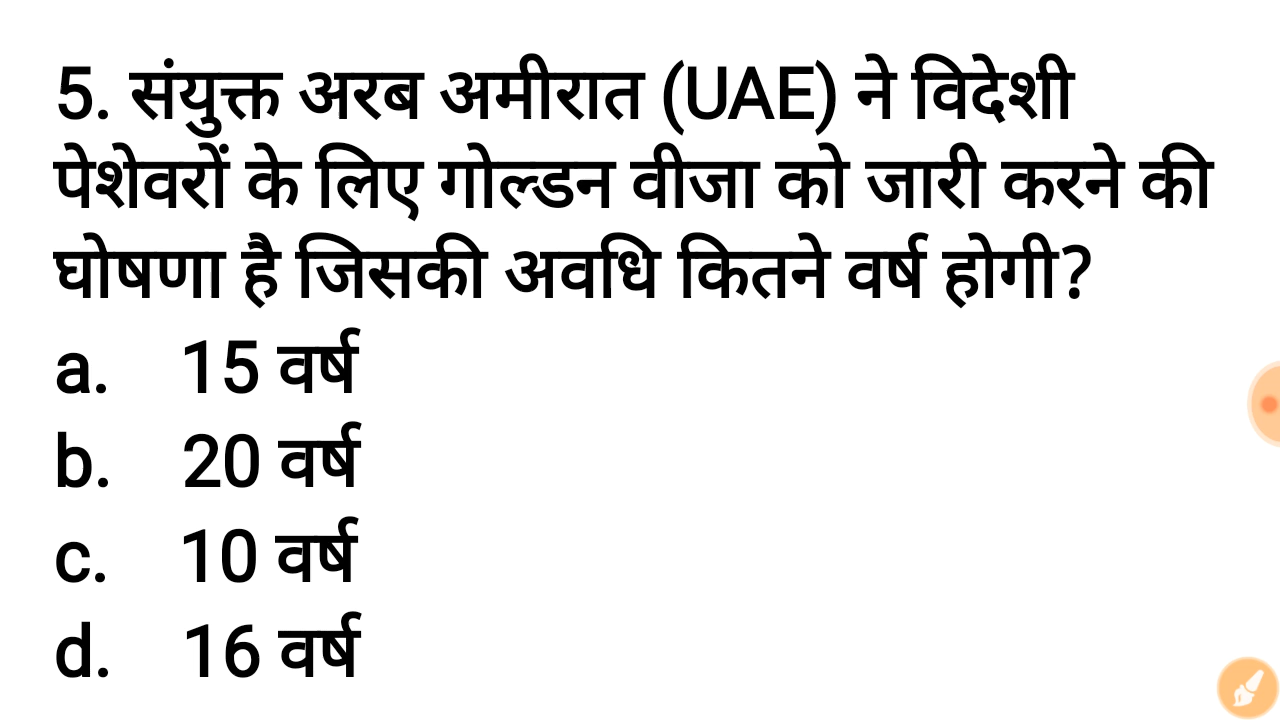 5. संयुक्त अरब अमीरात (UAE) ने विदेशी
पेशेवरों के लिए गोल्डन वीजा को जारी करने की
घोषणा है जिसकी अवधि कितने वर्ष होगी?
a. 15 वर्ष
b. 20 वर्ष
c. 10 वर्ष
d. 16 वर्ष